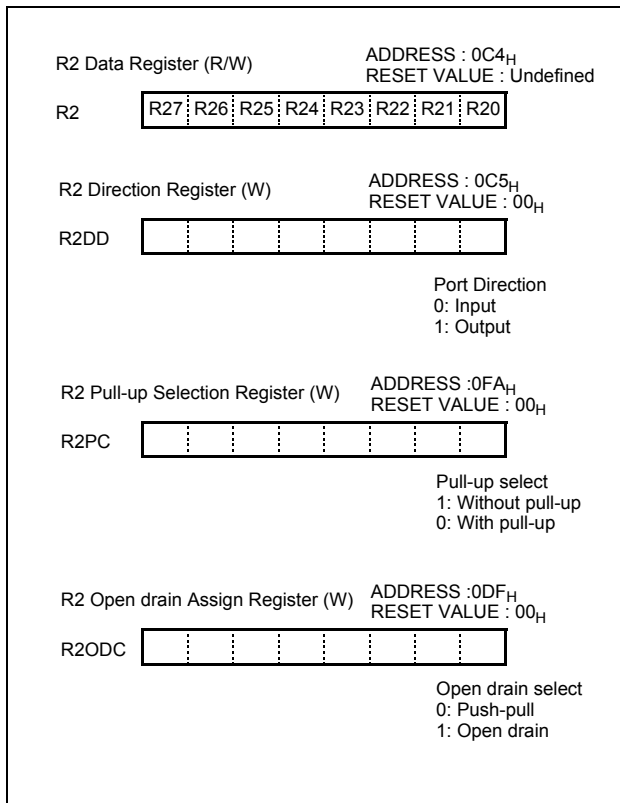 R2 Data Register (R/W)
ADDRESS : 0C4H
RESET VALUE : Undefined
R2
R27 R26 R25 R24 R23 R22 R21 R20
R2 Direction Register (W)
ADDRESS : 0C5H
RESET VALUE : 00H
R2DD
Port Direction
0: Input
1: Output
R2 Pull-up Selection Register (W)
ADDRESS :0FAH
RESET VALUE : 00H
R2PC
Pull-up select
1: Without pull-up
0: With pull-up
R2 Open drain Assign Register (W)
ADDRESS :0DFH
RESET VALUE : 00H
R2ODC
Open drain select
0: Push-pull
1: Open drain